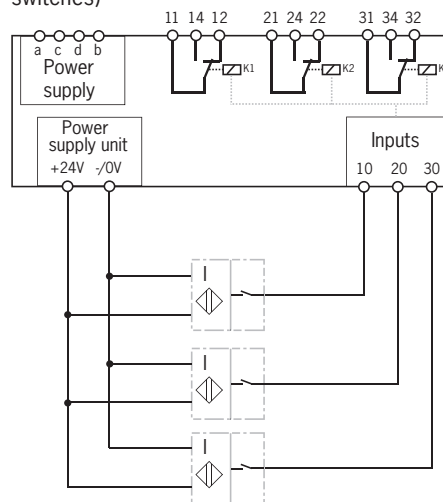 switches)
11 14 12 21 24 22 31 34 32
a c d b
Power
supply
K1 K2 K
Power
supply unit
+24V -/0V
Inputs
10 20 30
I
I
I